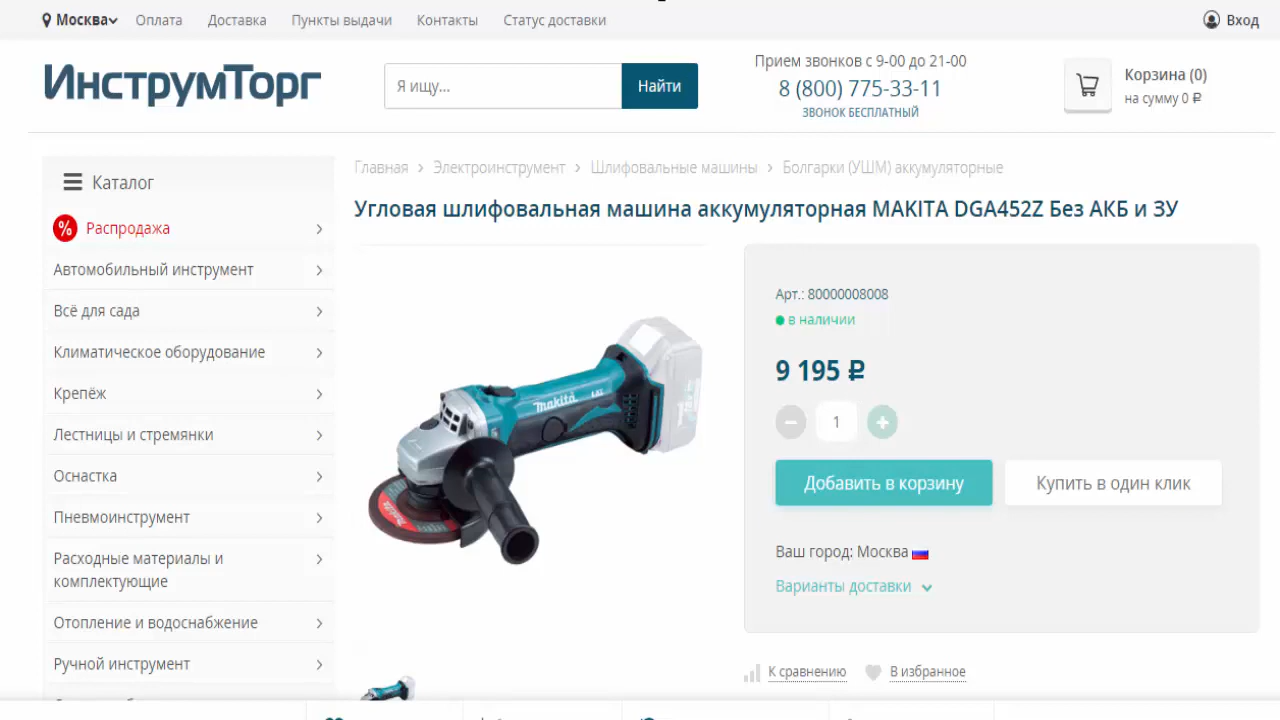 Москва Оплата Доставка Пункты выдачи Контакты Статус доставки Вход
ИнструмТорг
Я ищу...
Найти
Прием звонков с 9-00 до 21-00
8 (800) 775-33-11
ЗВОНОК БЕСПЛАТНЫЙ
Корзина (0)
на сумму 0 ₽
Каталог
% Распродажа
Автомобильный инструмент
Всё для сада
Климатическое оборудование
Крепёж
Лестницы и стремянки
Оснастка
Пневмоинструмент
Расходные материалы и
комплектующие
Отопление и водоснабжение
Ручной инструмент
Главная › Электроинструмент › Шлифовальные машины › Болгарки (УШМ) аккумуляторные
Угловая шлифовальная машина аккумуляторная MAKITA DGA452Z Без АКБ и ЗУ
makita
Арт.: 80000008008
в наличии
9 195 ₽
1
Добавить в корзину
Купить в один клик
Ваш город: Москва
Варианты доставки
К сравнению
В избранное